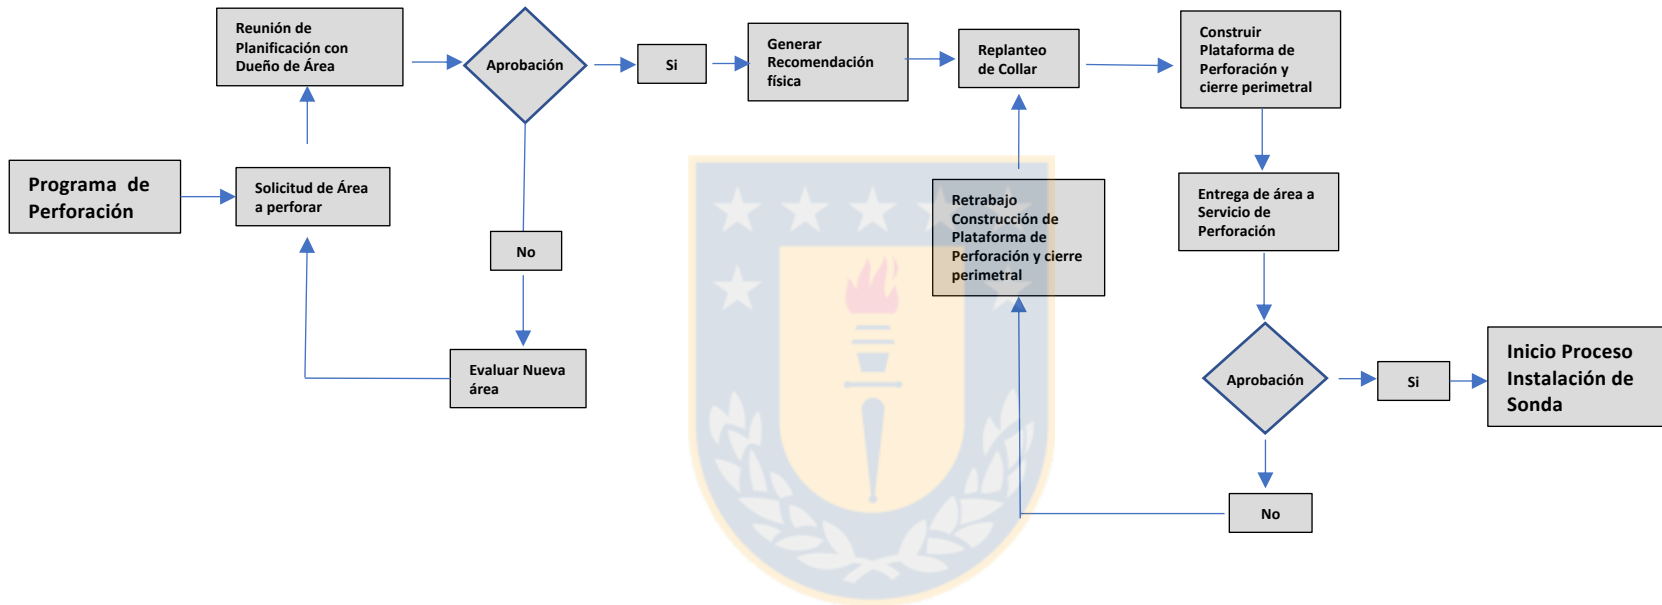 Programa de
Perforación
Solicitud de Área
a perforar
Reunión de
Planificación con
Dueño de Área
Aprobación
Si
No
Evaluar Nueva
área
Generar
Recomendación
física
Replanteo
de Collar
Construir
Plataforma de
Perforación y
cierre perimetral
Retrabajo
Construcción de
Plataforma de
Perforación y cierre
perimetral
Entrega de área a
Servicio de
Perforación
Aprobación
Si
No
Inicio Proceso
Instalación de
Sonda